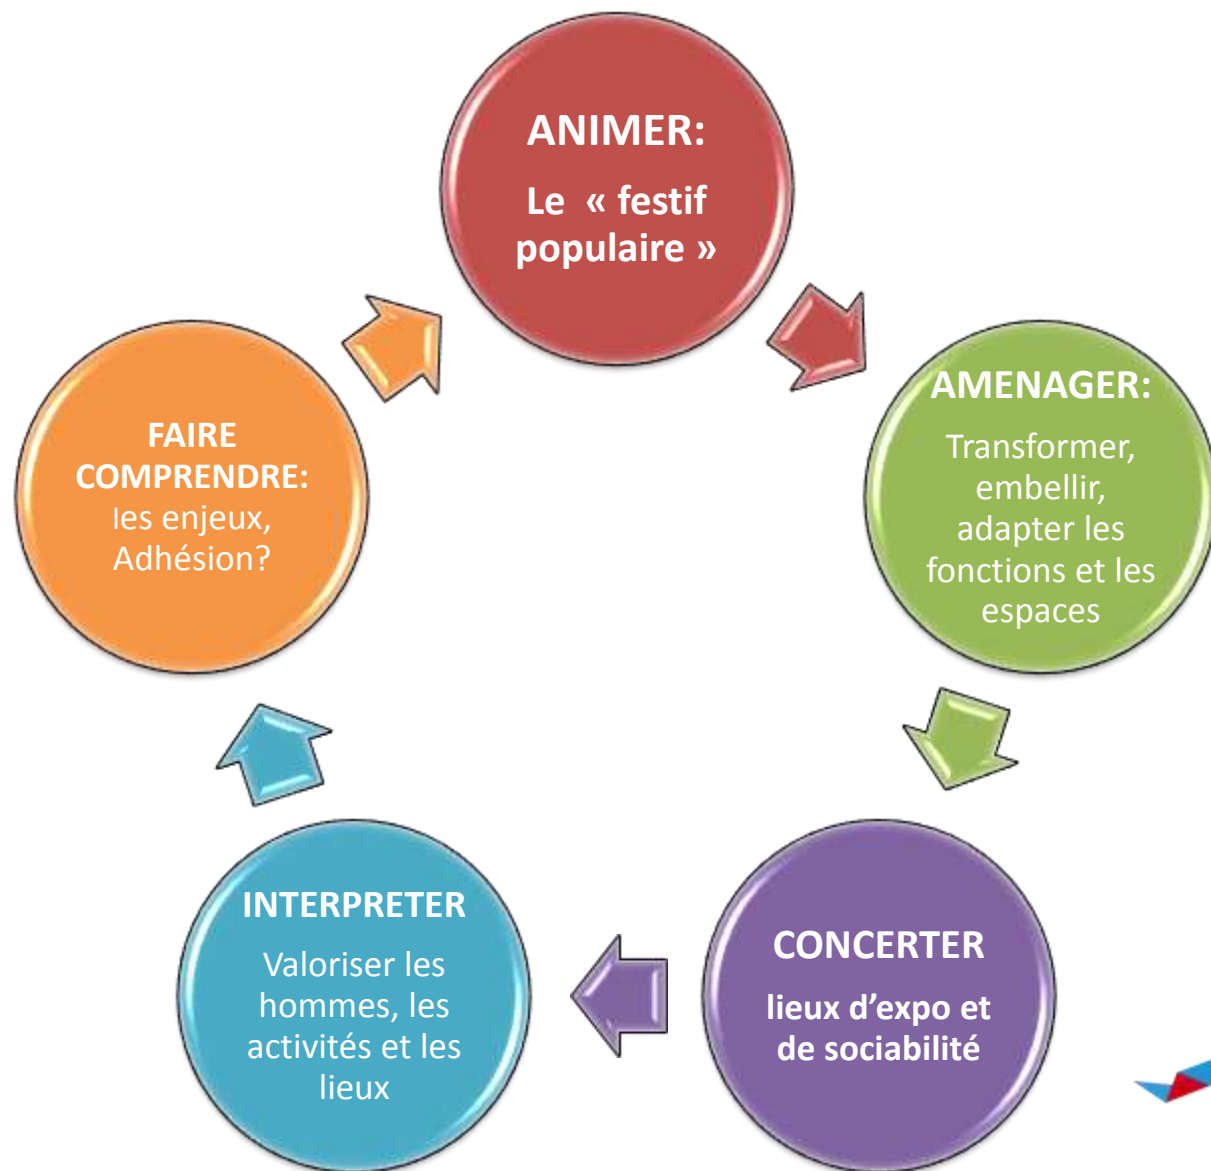 ANIMER:
Le « festif
populaire »
AMENAGER:
Transformer,
embellir,
adapter les
fonctions et les
espaces
CONCERTER
lieux d’expo et
de sociabilité
INTERPRETER
Valoriser les
hommes, les
activités et les
lieux
FAIRE
COMPRENDRE:
les enjeux,
Adhésion?